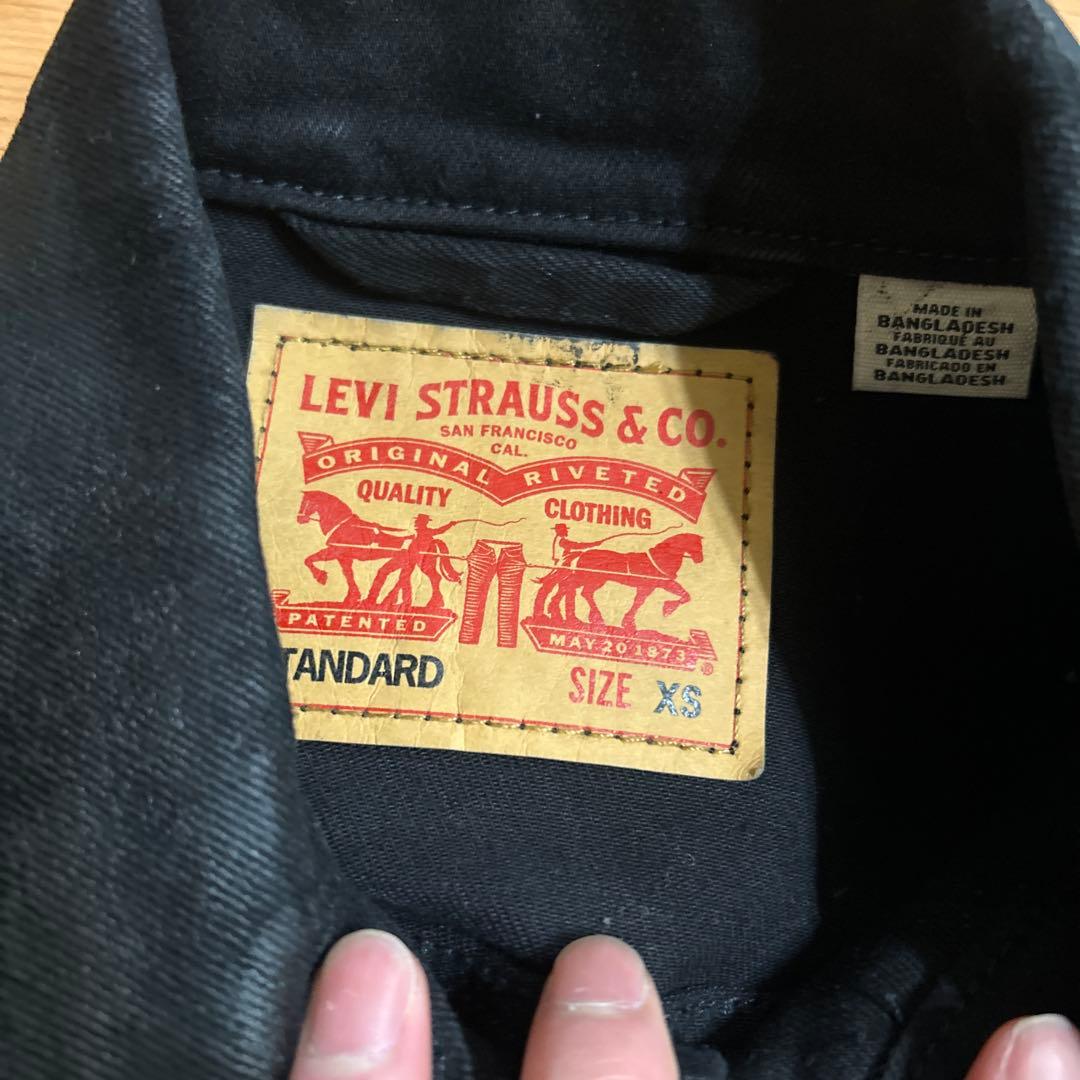 LEVI STRAUSS & CO.
SAN FRANCISCO
CAL.
ORIGINAL RIVETED
QUALITY CLOTHING
PATENTED MAY 20 1873 ®
TANDARD SIZE XS
MADE IN
BANGLADESH
FABRIQUÉ AU
BANGLADESH
FABRICADO EN
BANGLADESH